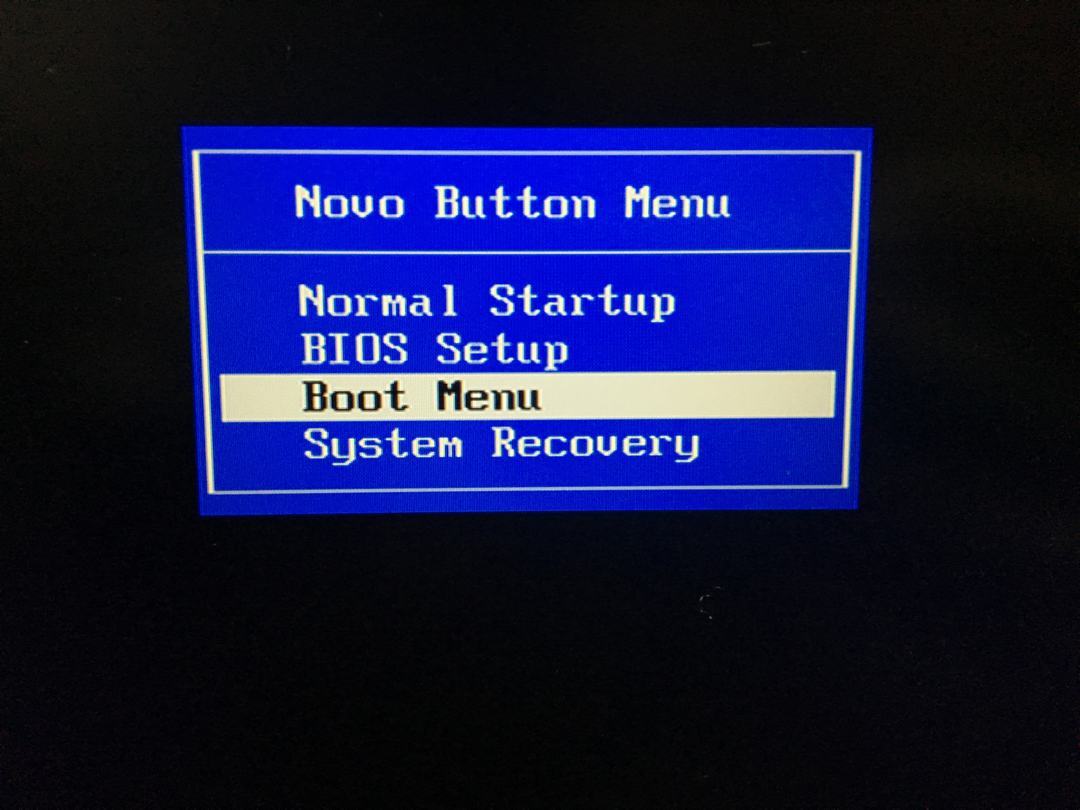 Novo Button Menu
Normal Startup
BIOS Setup
Boot Menu
System Recovery